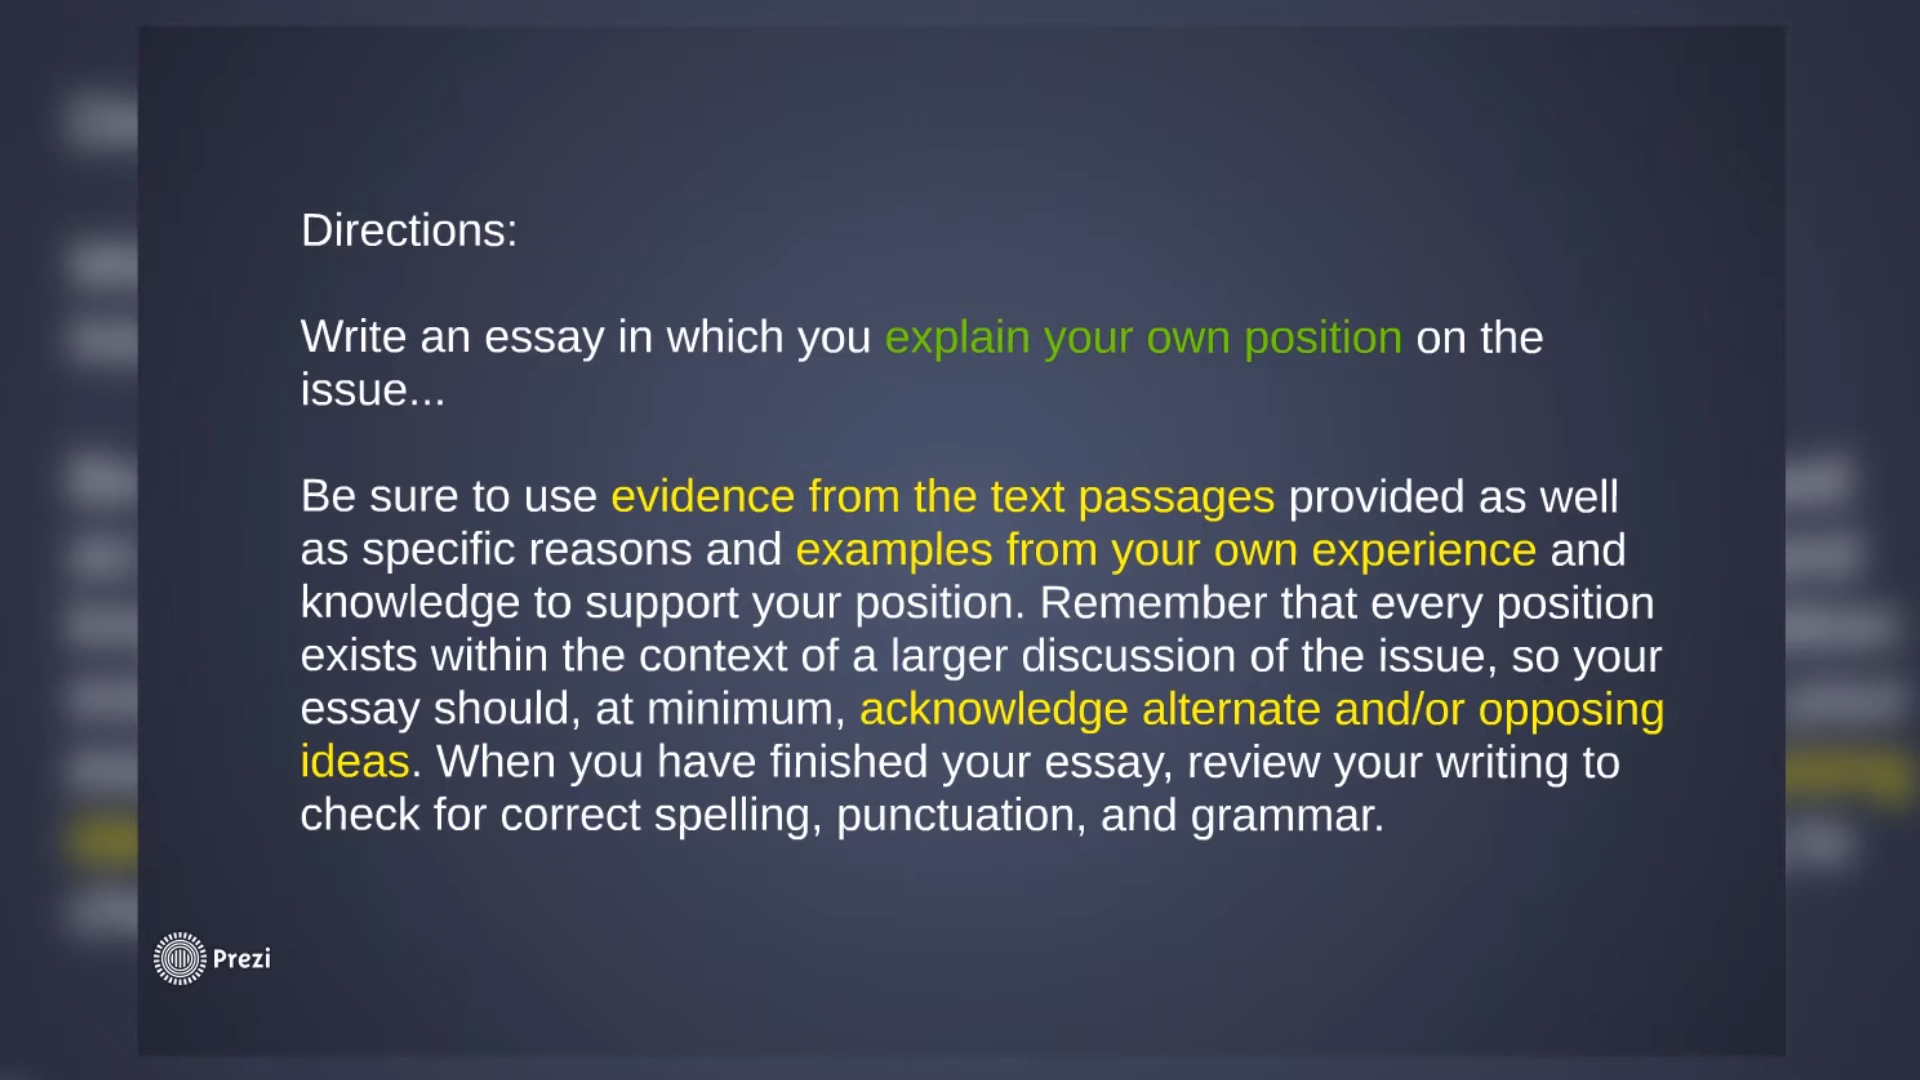 Directions:
Write an essay in which you explain your own position on the
issue...
Be sure to use evidence from the text passages provided as well
as specific reasons and examples from your own experience and
knowledge to support your position. Remember that every position
exists within the context of a larger discussion of the issue, so your
essay should, at minimum, acknowledge alternate and/or opposing
ideas. When you have finished your essay, review your writing to
check for correct spelling, punctuation, and grammar.
Prezi